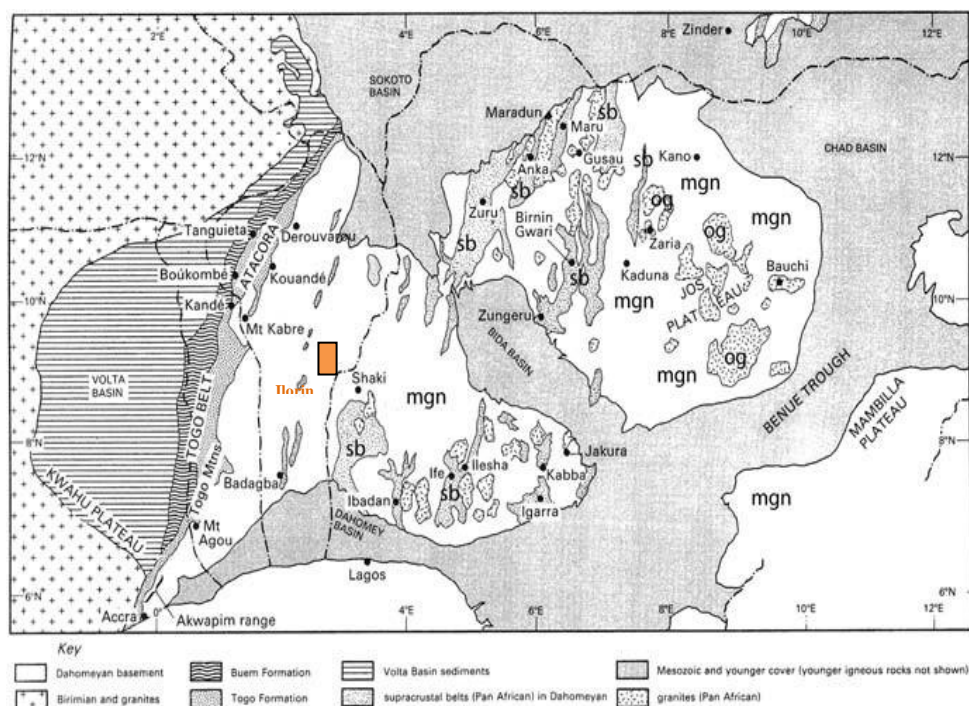 2°E
4°E
6°E
8°E
10°E
12°E
Zinder
SOKOTO
BASIN
Maradun
Maru
sb
CHAD BASIN
12°N
Anka
Gusau
sb
Kano
12°N
sb
mgn
Zuru
Birnin
Gwari
og
mgn
Tanguieta
Derouvarou
ATACORA
Zaria
og
sb
Boúkombé
Kouandé
sb
Kaduna
Bauchi
10°N
Kandé
mgn
JOS
PLATEAU
10°N
Mt Kabre
Zungeru
BIDA BASIN
og
VOLTA
BASIN
Ilorin
Shaki
mgn
mgn
BENUE TROUGH
MAMBILLA
PLATEAU
TOGO BELT
8°N
sb
Jakura
8°N
Togo Mtns
Ife
Ilesha
Kabba
Badagba
sb
mgn
KWAHU PLATEAU
Ibadan
Igarra
DAHOMEY
BASIN
Mt
Agou
Lagos
6°N
Accra
0°
4°E
6°E
8°E
10°E
12°E
6°N
Akwapim range
Key
Dahomeyan basement
Buem Formation
Volta Basin sediments
Mesozoic and younger cover (younger igneous rocks not shown)
Birimian and granites
Togo Formation
supracrustal belts (Pan African) in Dahomeyan
granites (Pan African)